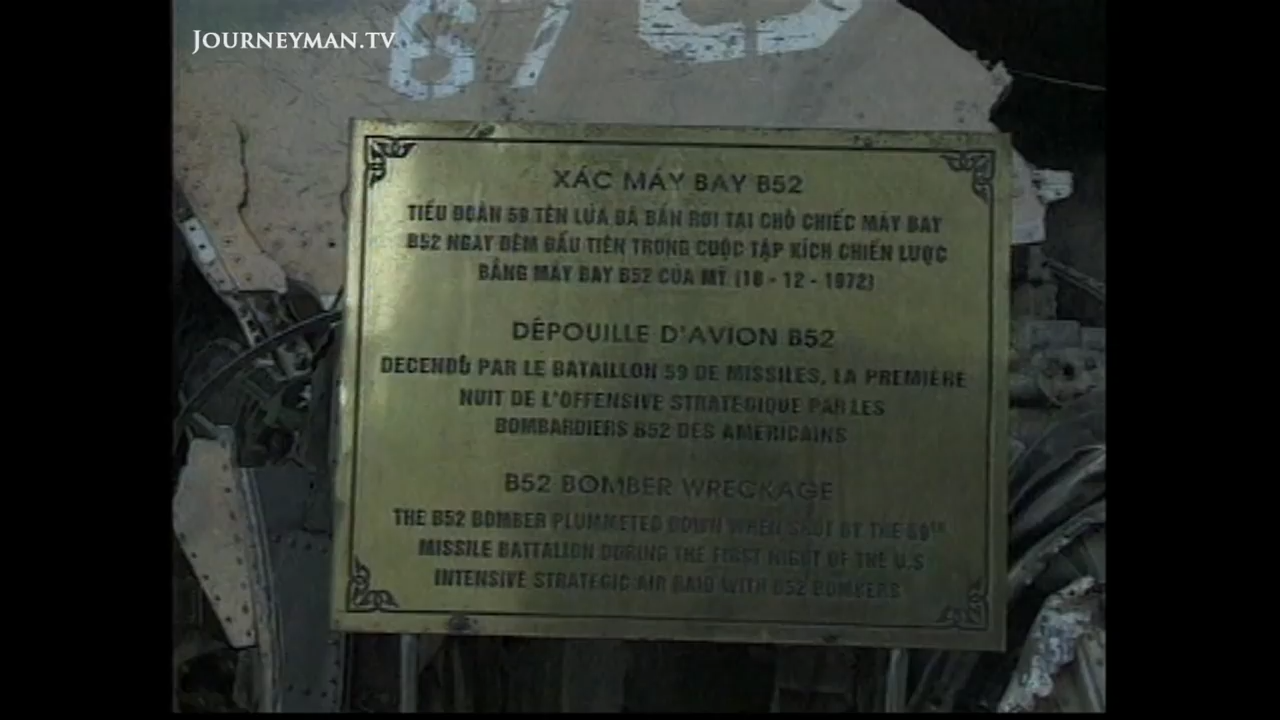 JOURNEYMAN.TV
67
XÁC MÁY BAY B52
TIỂU ĐOÀN 59 TÊN LỬA ĐÃ BẮN RƠI TẠI CHỖ CHIẾC MÁY BAY
B52 NGAY ĐÊM ĐẦU TIÊN TRONG CUỘC TẬP KÍCH CHIẾN LƯỢC
BẰNG MÁY BAY B52 CỦA MỸ (18 - 12 - 1972)
DÉPOUILLE D'AVION B52
DECENDŮ PAR LE BATAILLON 59 DE MISSILES, LA PREMIÈRE
NUIT DE L'OFFENSIVE STRATEGIQUE PAR LES
BOMBARDIERS B52 DES AMERICAINS
B52 BOMBER WRECKAGE
THE B52 BOMBER PLUMMETED DOWN WHEN SHOT BY THE 59th
MISSILE BATTALION DURING THE FIRST NIGHT OF THE U.S
INTENSIVE STRATEGIC AIR RAID WITH B52 BOMKERS